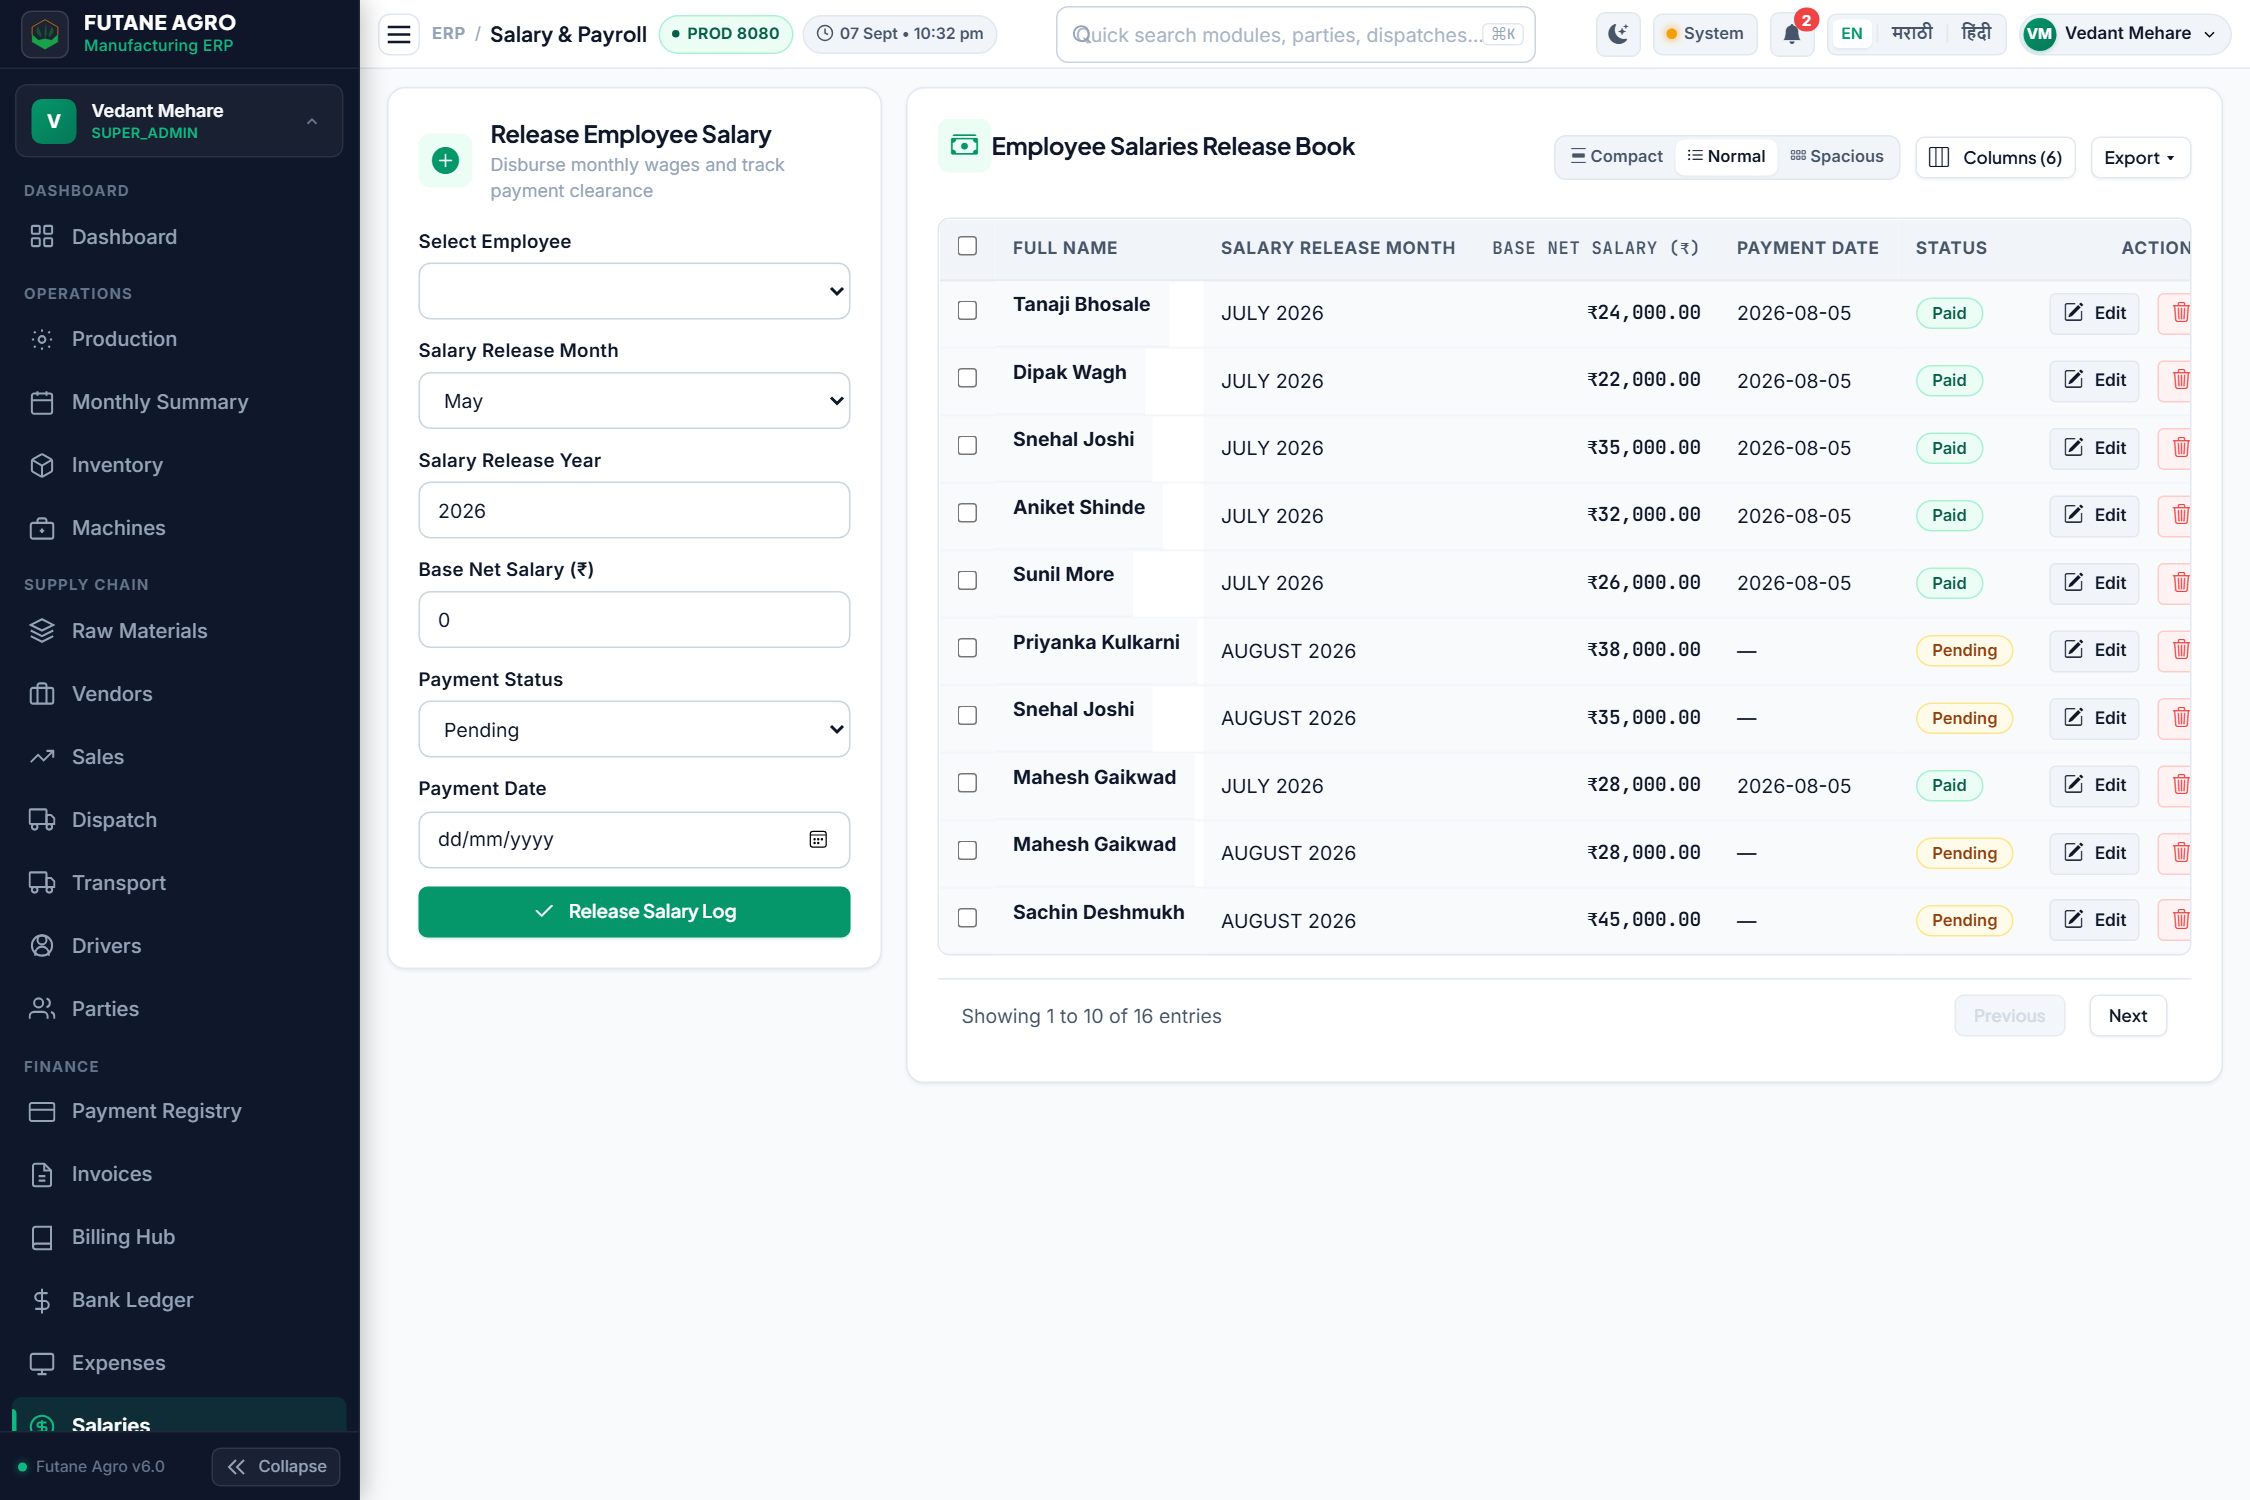 FUTANE AGRO
Manufacturing ERP
V
Vedant Mehare
SUPER_ADMIN
DASHBOARD
Dashboard
OPERATIONS
Production
Monthly Summary
Inventory
Machines
SUPPLY CHAIN
Raw Materials
Vendors
Sales
Dispatch
Transport
Drivers
Parties
FINANCE
Payment Registry
Invoices
Billing Hub
Bank Ledger
Expenses
Salaries
Futane Agro v6.0
Collapse
ERP / Salary & Payroll
PROD 8080
07 Sept • 10:32 pm
Quick search modules, parties, dispatches...
⌘K
System
2
EN
मराठी
हिंदी
VM
Vedant Mehare
Release Employee Salary
Disburse monthly wages and track
payment clearance
Select Employee
Salary Release Month
May
Salary Release Year
2026
Base Net Salary (₹)
0
Payment Status
Pending
Payment Date
dd/mm/yyyy
Release Salary Log
Employee Salaries Release Book
Compact
Normal
Spacious
Columns (6)
Export
FULL NAME SALARY RELEASE MONTH BASE NET SALARY (₹) PAYMENT DATE STATUS ACTION
Tanaji Bhosale JULY 2026 ₹24,000.00 2026-08-05 Paid Edit
Dipak Wagh JULY 2026 ₹22,000.00 2026-08-05 Paid Edit
Snehal Joshi JULY 2026 ₹35,000.00 2026-08-05 Paid Edit
Aniket Shinde JULY 2026 ₹32,000.00 2026-08-05 Paid Edit
Sunil More JULY 2026 ₹26,000.00 2026-08-05 Paid Edit
Priyanka Kulkarni AUGUST 2026 ₹38,000.00 — Pending Edit
Snehal Joshi AUGUST 2026 ₹35,000.00 — Pending Edit
Mahesh Gaikwad JULY 2026 ₹28,000.00 2026-08-05 Paid Edit
Mahesh Gaikwad AUGUST 2026 ₹28,000.00 — Pending Edit
Sachin Deshmukh AUGUST 2026 ₹45,000.00 — Pending Edit
Showing 1 to 10 of 16 entries
Previous
Next